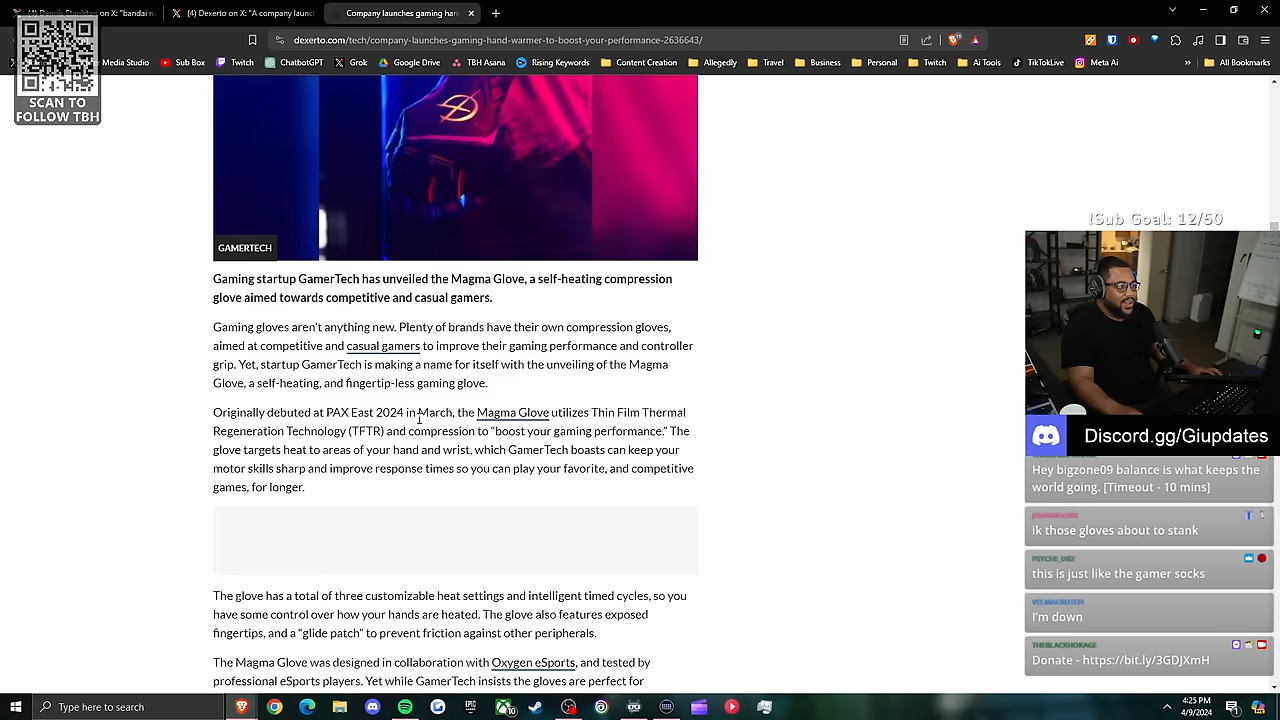 (4) Dexerto on X: "A company launch
Company launches gaming han
dexerto.com/tech/company-launches-gaming-hand-warmer-to-boost-your-performance-2636643/
Media Studio
Sub Box
Twitch
ChatbotGPT
Grok
Google Drive
TBH Asana
Rising Keywords
Content Creation
Allegedly
Travel
Business
Personal
Twitch
Ai Tools
TikTokLive
Meta Ai
All Bookmarks
SCAN TO
FOLLOW TBH
GAMERTECH
Gaming startup GamerTech has unveiled the Magma Glove, a self-heating compression
glove aimed towards competitive and casual gamers.
Gaming gloves aren't anything new. Plenty of brands have their own compression gloves,
aimed at competitive and casual gamers to improve their gaming performance and controller
grip. Yet, startup GamerTech is making a name for itself with the unveiling of the Magma
Glove, a self-heating, and fingertip-less gaming glove.
Originally debuted at PAX East 2024 in March, the Magma Glove utilizes Thin Film Thermal
Regeneration Technology (TFTR) and compression to "boost your gaming performance." The
glove targets heat to areas of your hand and wrist, which GamerTech boasts can keep your
motor skills sharp and improve response times so you can play your favorite, and competitive
games, for longer.
The glove has a total of three customizable heat settings and intelligent timed cycles, so you
have some control over how your hands are heated. The glove also features exposed
fingertips, and a "glide patch" to prevent friction against other peripherals.
The Magma Glove was designed in collaboration with Oxygen eSports, and tested by
professional eSports players. Yet while GamerTech insists the gloves are perfect for
!Sub Goal: 12/50
Discord.gg/Giupdates
Hey bigzone09 balance is what keeps the
world going. [Timeout - 10 mins]
ik those gloves about to stank
PSYCHE_DBZ
this is just like the gamer socks
VELMACRUTCH
I'm down
THEBLACKHOKAGE
Donate - https://bit.ly/3GDJXmH
Type here to search
4:25 PM
4/9/2024